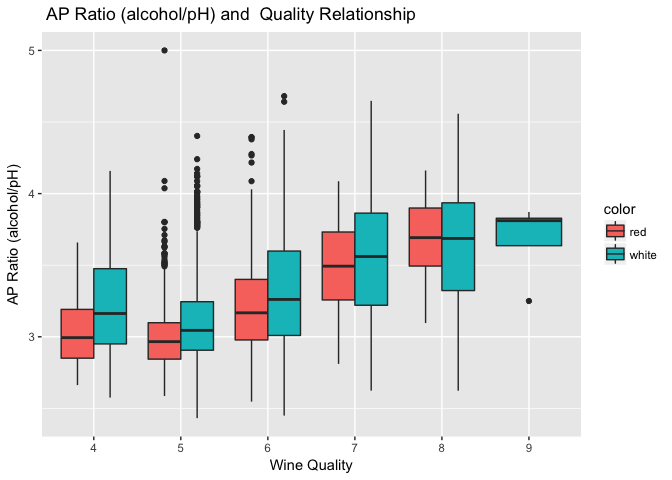 AP Ratio (alcohol/pH) and  Quality Relationship
5
4
3
AP Ratio (alcohol/pH)
4 5 6 7 8 9
Wine Quality
color
red
white